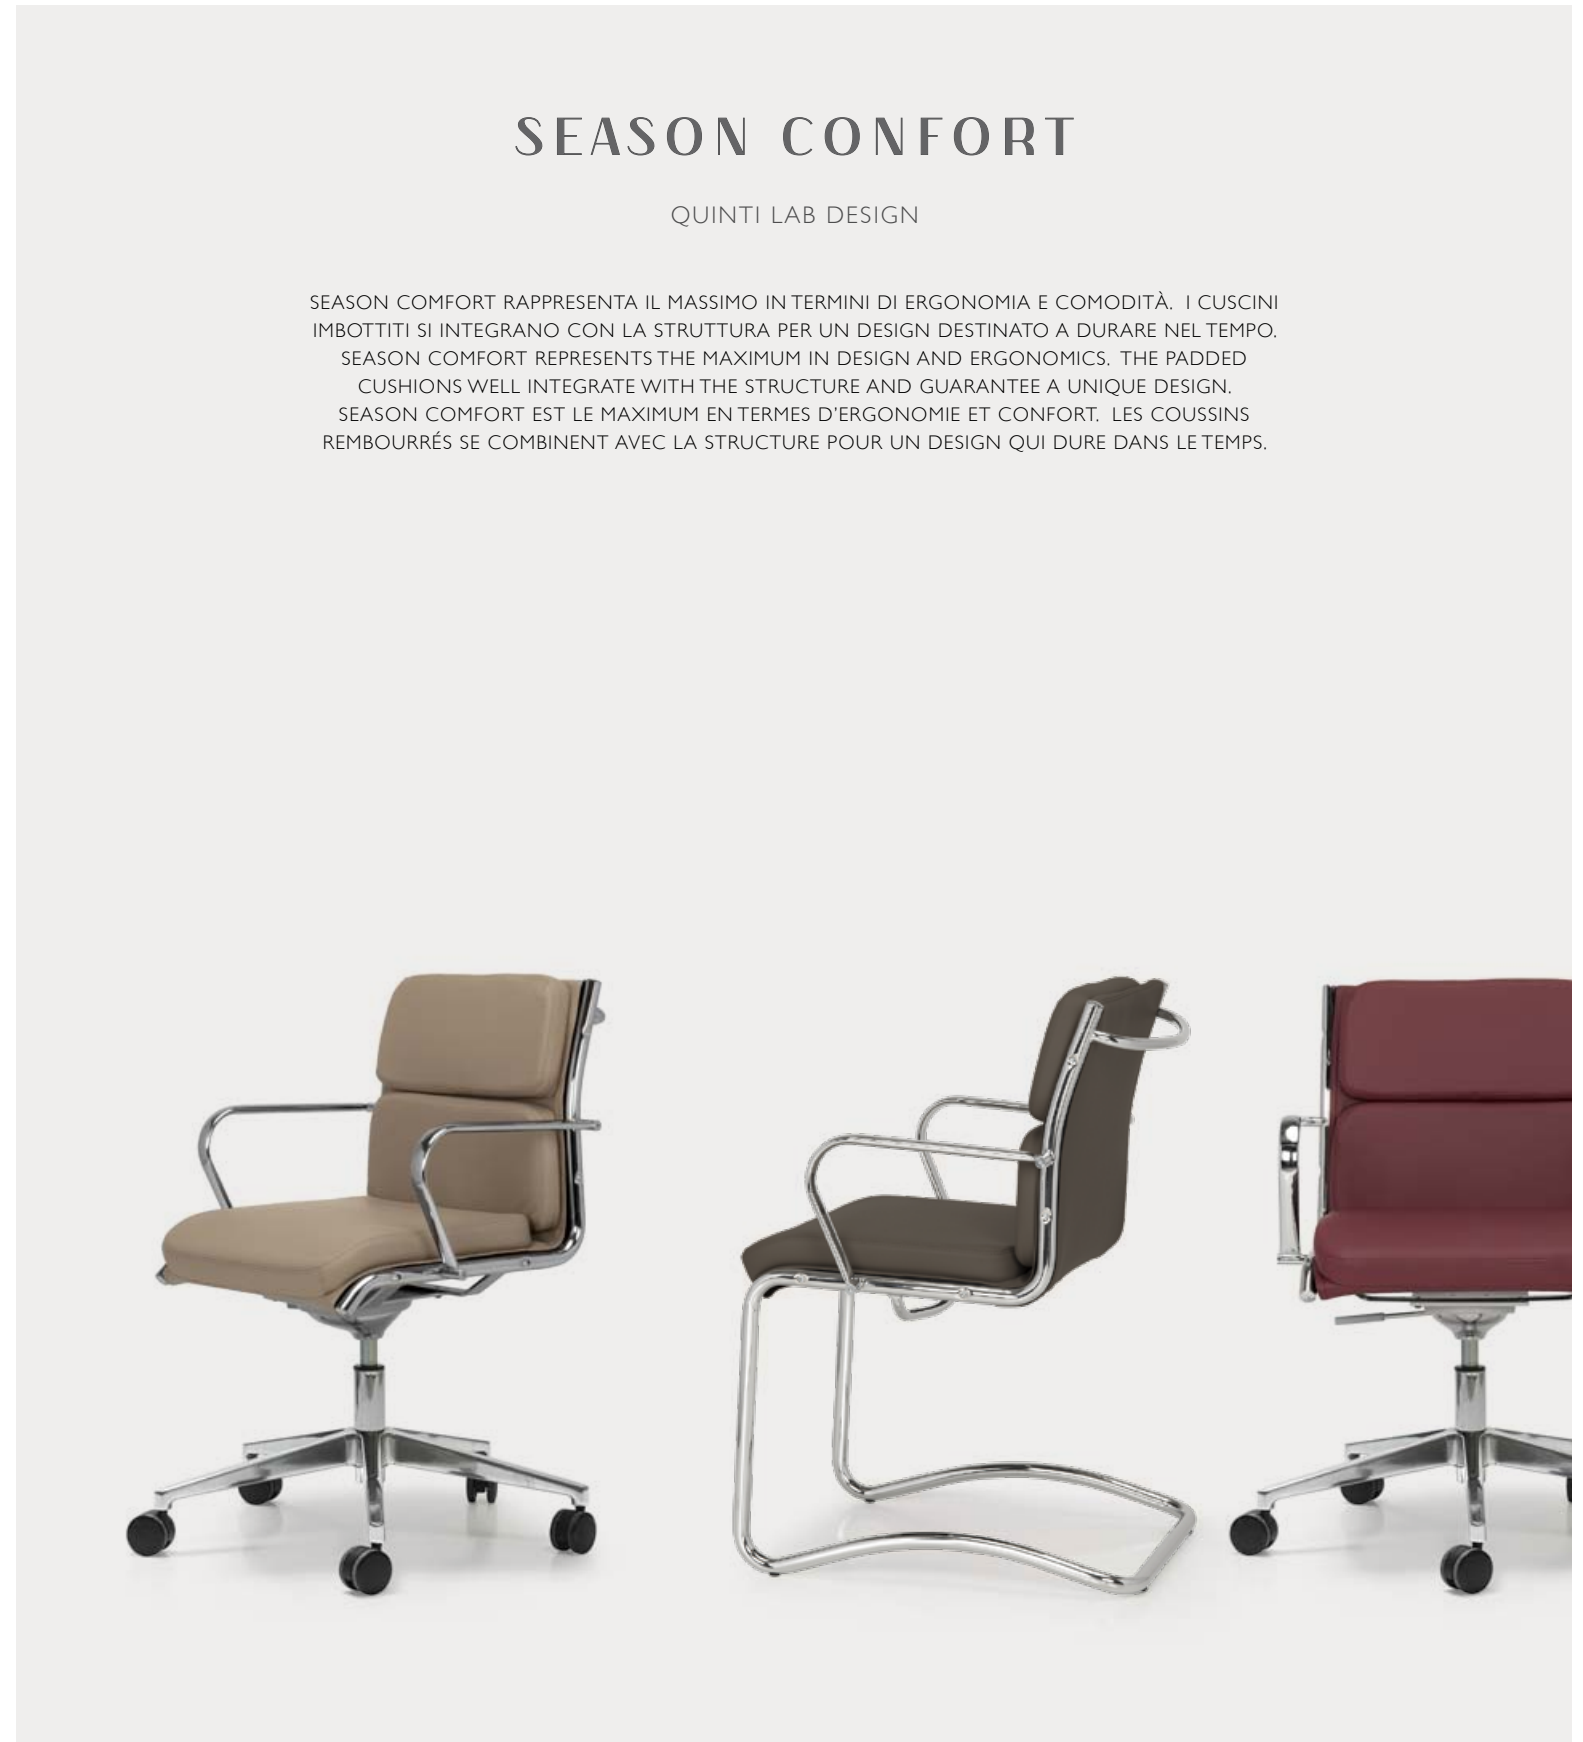 SEASON CONFORT
QUINTI LAB DESIGN
SEASON COMFORT RAPPRESENTA IL MASSIMO IN TERMINI DI ERGONOMIA E COMODITÀ. I CUSCINI
IMBOTTITI SI INTEGRANO CON LA STRUTTURA PER UN DESIGN DESTINATO A DURARE NEL TEMPO.
SEASON COMFORT REPRESENTS THE MAXIMUM IN DESIGN AND ERGONOMICS. THE PADDED
CUSHIONS WELL INTEGRATE WITH THE STRUCTURE AND GUARANTEE A UNIQUE DESIGN.
SEASON COMFORT EST LE MAXIMUM EN TERMES D'ERGONOMIE ET CONFORT. LES COUSSINS
REMBOURRÉS SE COMBINENT AVEC LA STRUCTURE POUR UN DESIGN QUI DURE DANS LE TEMPS.